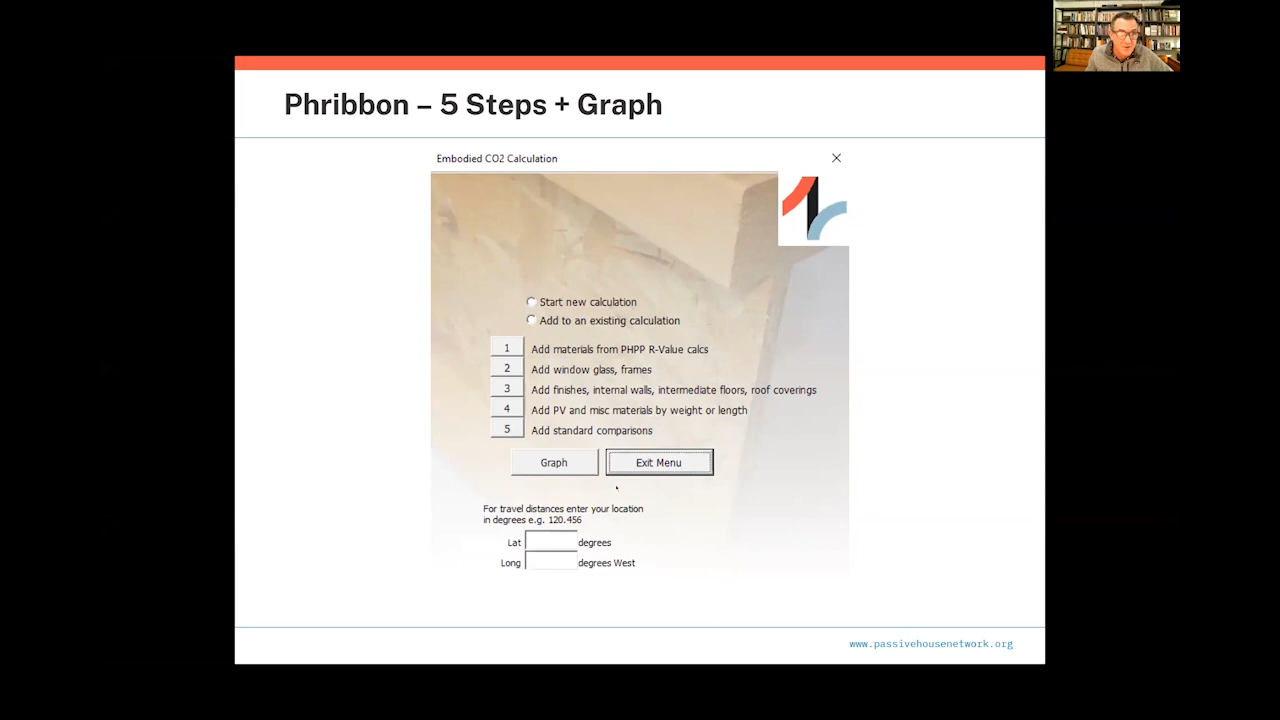 Phribbon – 5 Steps + Graph
Embodied CO2 Calculation
Start new calculation
Add to an existing calculation
1 Add materials from PHPP R-Value calcs
2 Add window glass, frames
3 Add finishes, internal walls, intermediate floors, roof coverings
4 Add PV and misc materials by weight or length
5 Add standard comparisons
Graph Exit Menu
For travel distances enter your location
in degrees e.g. 120.456
Lat degrees
Long degrees West
www.passivehousenetwork.org